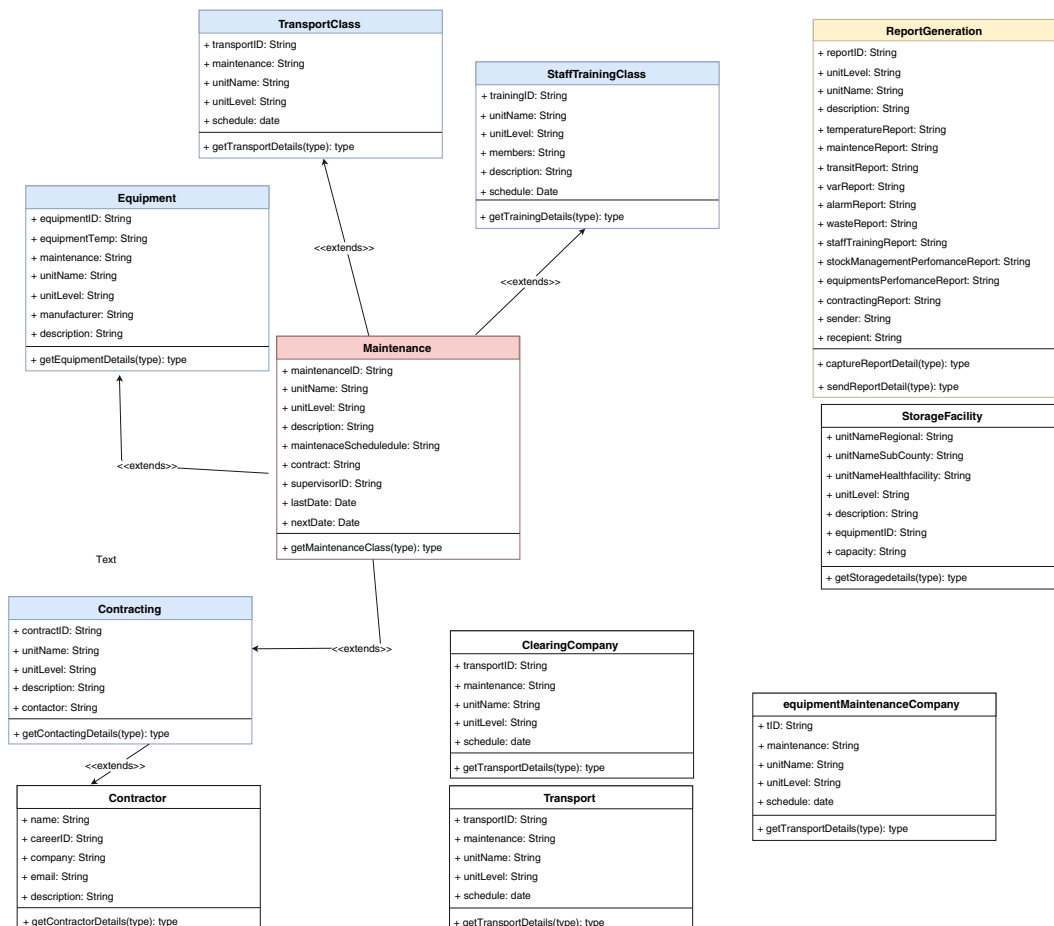 TransportClass
+ transportID: String
+ maintenance: String
+ unitName: String
+ unitLevel: String
+ schedule: date
+ getTransportDetails(type): type
StaffTrainingClass
+ trainingID: String
+ unitName: String
+ unitLevel: String
+ members: String
+ description: String
+ schedule: Date
+ getTrainingDetails(type): type
ReportGeneration
+ reportID: String
+ unitLevel: String
+ unitName: String
+ description: String
+ temperatureReport: String
+ maintenceReport: String
+ transitReport: String
+ varReport: String
+ alarmReport: String
+ wasteReport: String
+ staffTrainingReport: String
+ stockManagementPerfomanceReport: String
+ equipmentsPerfomanceReport: String
+ contractingReport: String
+ sender: String
+ recepient: String
+ captureReportDetail(type): type
+ sendReportDetail(type): type
Equipment
+ equipmentID: String
+ equipmentTemp: String
+ maintenance: String
+ unitName: String
+ unitLevel: String
+ manufacturer: String
+ description: String
+ getEquipmentDetails(type): type
<<extends>>
<<extends>>
Maintenance
+ maintenanceID: String
+ unitName: String
+ unitLevel: String
+ description: String
+ maintenaceScheduledule: String
+ contract: String
+ supervisorID: String
+ lastDate: Date
+ nextDate: Date
+ getMaintenanceClass(type): type
<<extends>>
StorageFacility
+ unitNameRegional: String
+ unitNameSubCounty: String
+ unitNameHealthfacility: String
+ unitLevel: String
+ description: String
+ equipmentID: String
+ capacity: String
+ getStoragedetails(type): type
Text
Contracting
+ contractID: String
+ unitName: String
+ unitLevel: String
+ description: String
+ contactor: String
+ getContactingDetails(type): type
<<extends>>
<<extends>>
ClearingCompany
+ transportID: String
+ maintenance: String
+ unitName: String
+ unitLevel: String
+ schedule: date
+ getTransportDetails(type): type
equipmentMaintenanceCompany
+ tID: String
+ maintenance: String
+ unitName: String
+ unitLevel: String
+ schedule: date
+ getTransportDetails(type): type
Contractor
+ name: String
+ careerID: String
+ company: String
+ email: String
+ description: String
+ getContractorDetails(type): type
Transport
+ transportID: String
+ maintenance: String
+ unitName: String
+ unitLevel: String
+ schedule: date
+ getTransportDetails(type): type